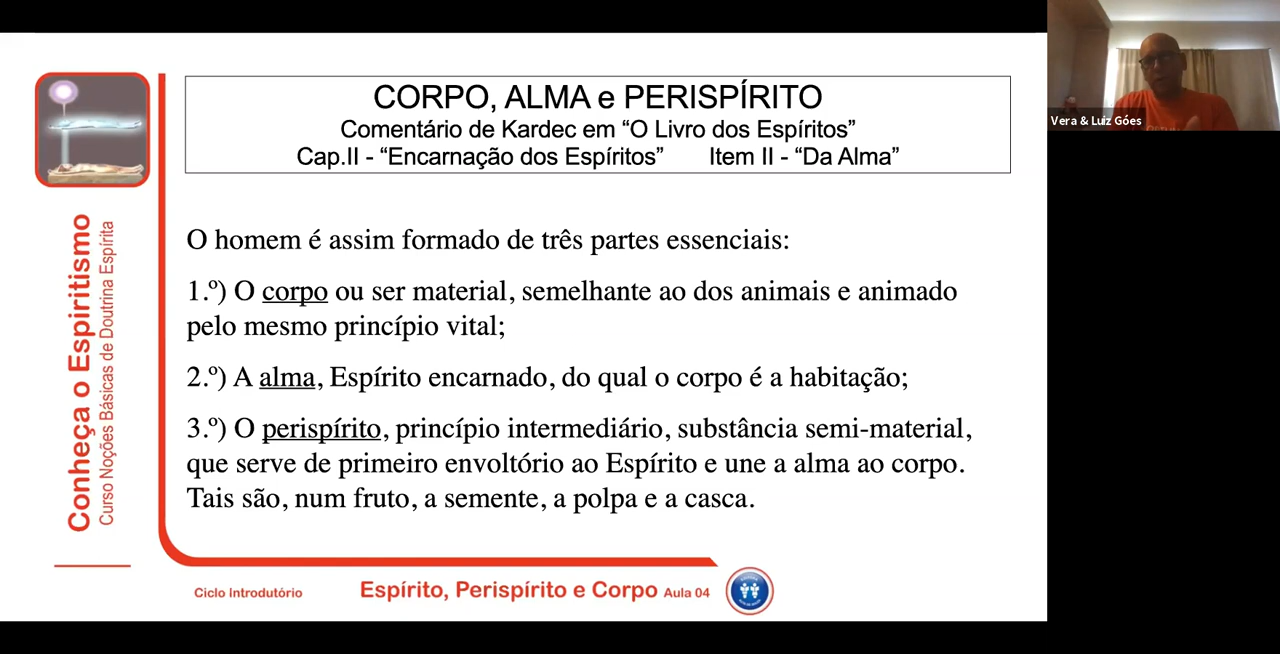 CORPO, ALMA e PERISPÍRITO
Comentário de Kardec em “O Livro dos Espíritos”
Cap.II - “Encarnação dos Espíritos” Item II - “Da Alma”
Vera & Luiz Góes
Conheça o Espiritismo
Curso Noções Básicas de Doutrina Espírita
O homem é assim formado de três partes essenciais:
1.º) O corpo ou ser material, semelhante ao dos animais e animado
pelo mesmo princípio vital;
2.º) A alma, Espírito encarnado, do qual o corpo é a habitação;
3.º) O perispírito, princípio intermediário, substância semi-material,
que serve de primeiro envoltório ao Espírito e une a alma ao corpo.
Tais são, num fruto, a semente, a polpa e a casca.
Ciclo Introdutório
Espírito, Perispírito e Corpo Aula 04